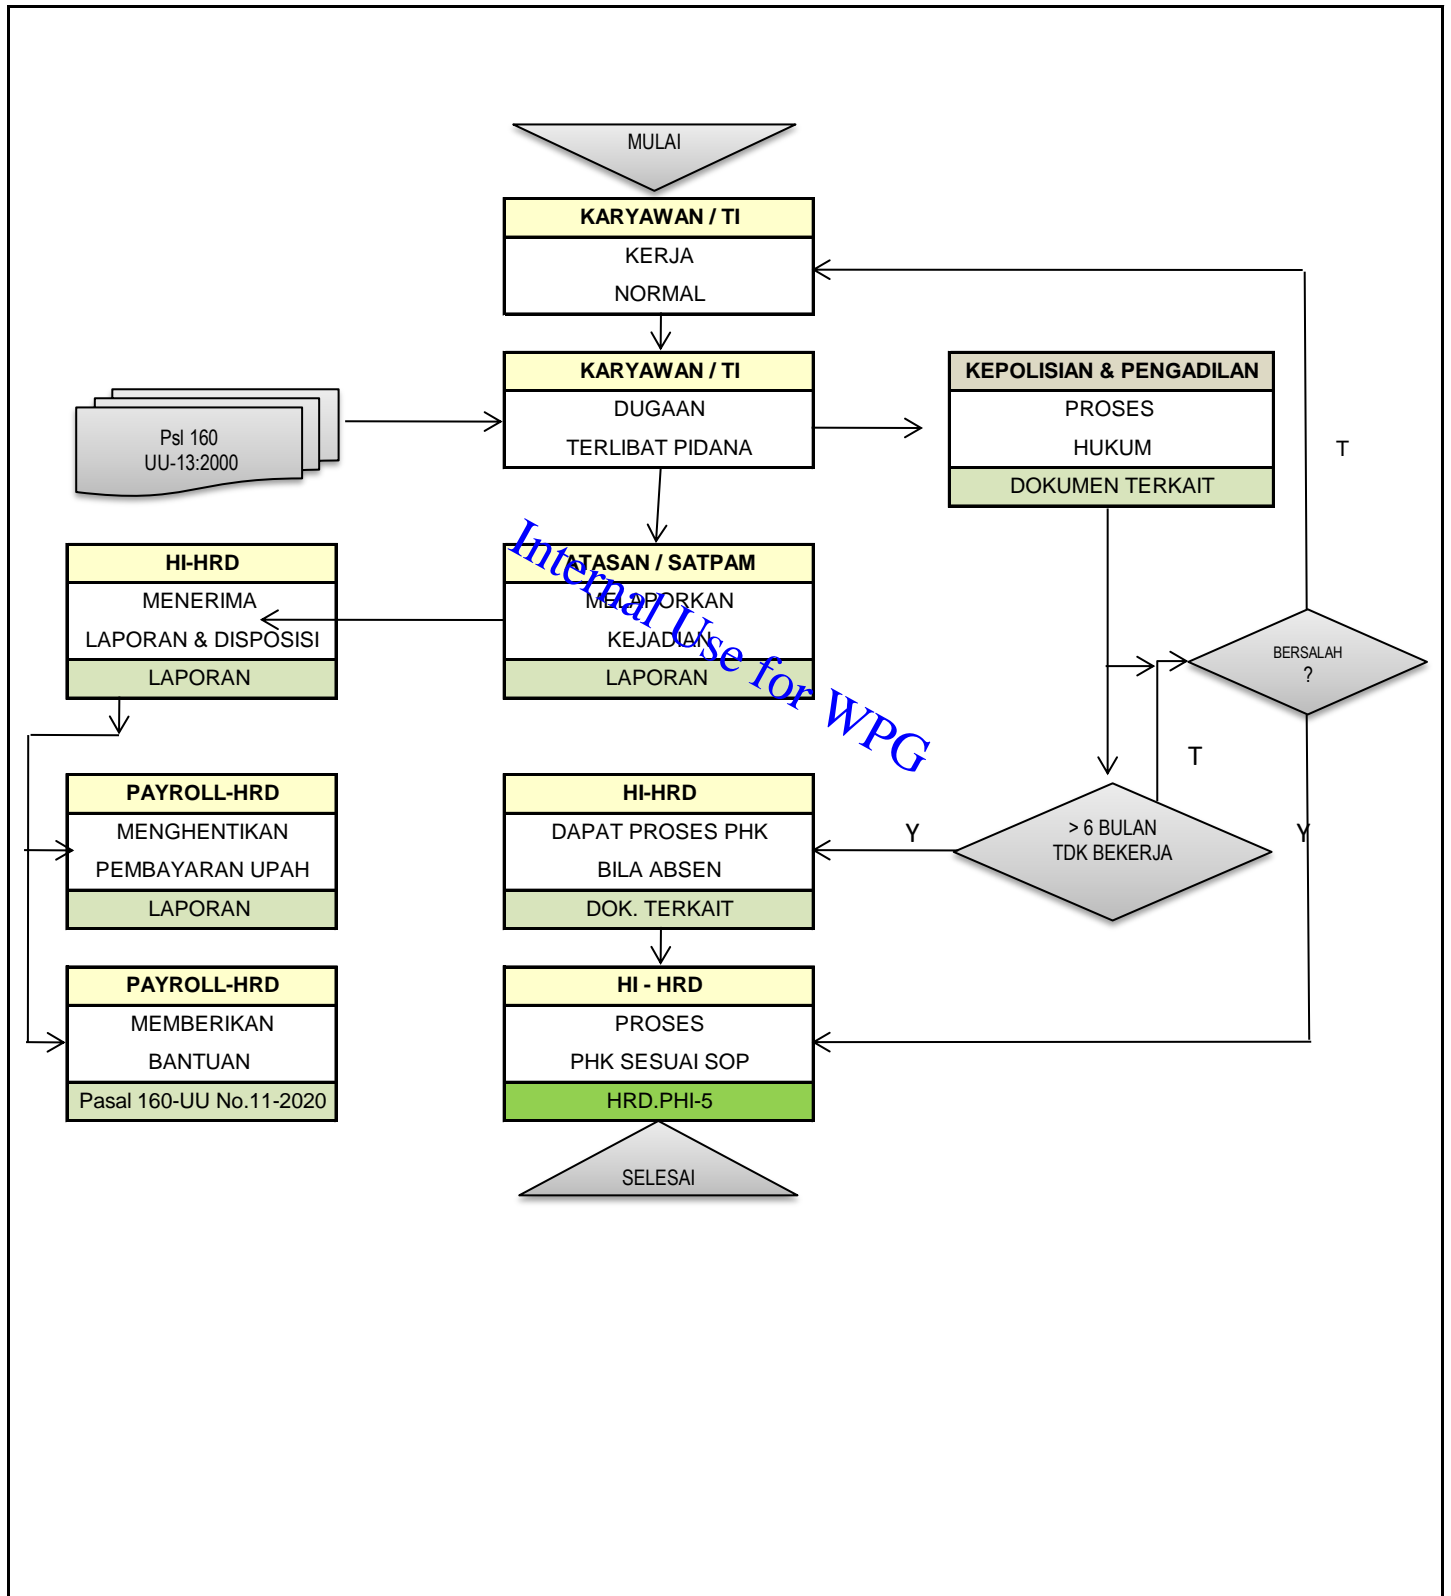 MULAI
KARYAWAN / TI
KERJA
NORMAL
KARYAWAN / TI
DUGAAN
TERLIBAT PIDANA
KEPOLISIAN & PENGADILAN
PROSES
HUKUM
DOKUMEN TERKAIT
T
Psl 160
UU-13:2000
HI-HRD
MENERIMA
LAPORAN & DISPOSISI
LAPORAN
ATASAN / SATPAM
MELAPORKAN
KEJADIAN
LAPORAN
Internal Use for WPG
BERSALAH
?
T
PAYROLL-HRD
MENGHENTIKAN
PEMBAYARAN UPAH
LAPORAN
HI-HRD
DAPAT PROSES PHK
BILA ABSEN
DOK. TERKAIT
Y
> 6 BULAN
TDK BEKERJA
Y
PAYROLL-HRD
MEMBERIKAN
BANTUAN
Pasal 160-UU No.11-2020
HI - HRD
PROSES
PHK SESUAI SOP
HRD.PHI-5
SELESAI